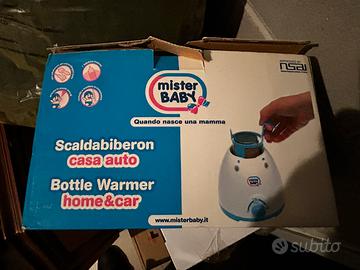 nsai
mister
BABY
Quando nasce una mamma
Scaldabiberon
casa auto
Bottle Warmer
home&car
www.misterbaby.it
subito